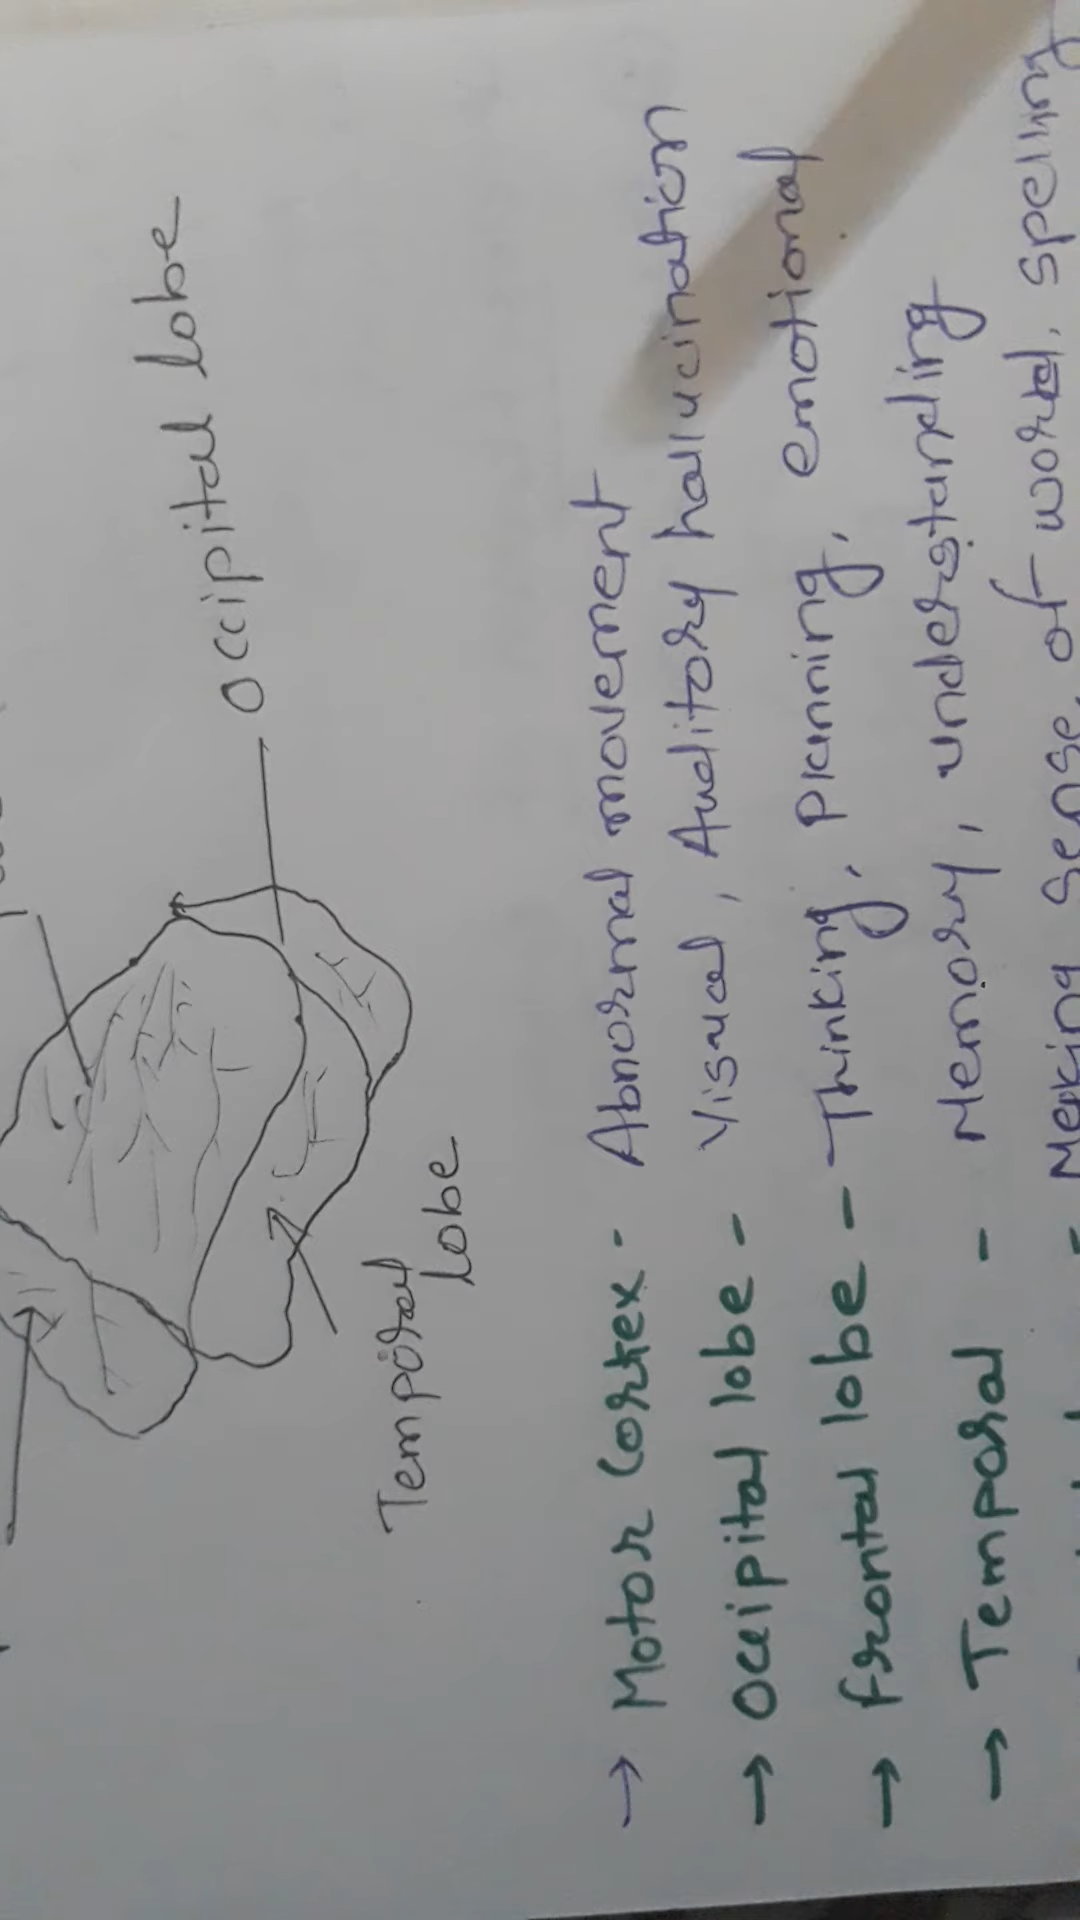 Occipital lobe
Temporal
lobe
→ Motor Cortex - Abnormal movement
→ Occipital lobe - Visual, Auditory hallucination
→ frontal lobe - Thinking, Planning, emotional
→ Temporal - Memory, understanding
Making sense of word, spelling